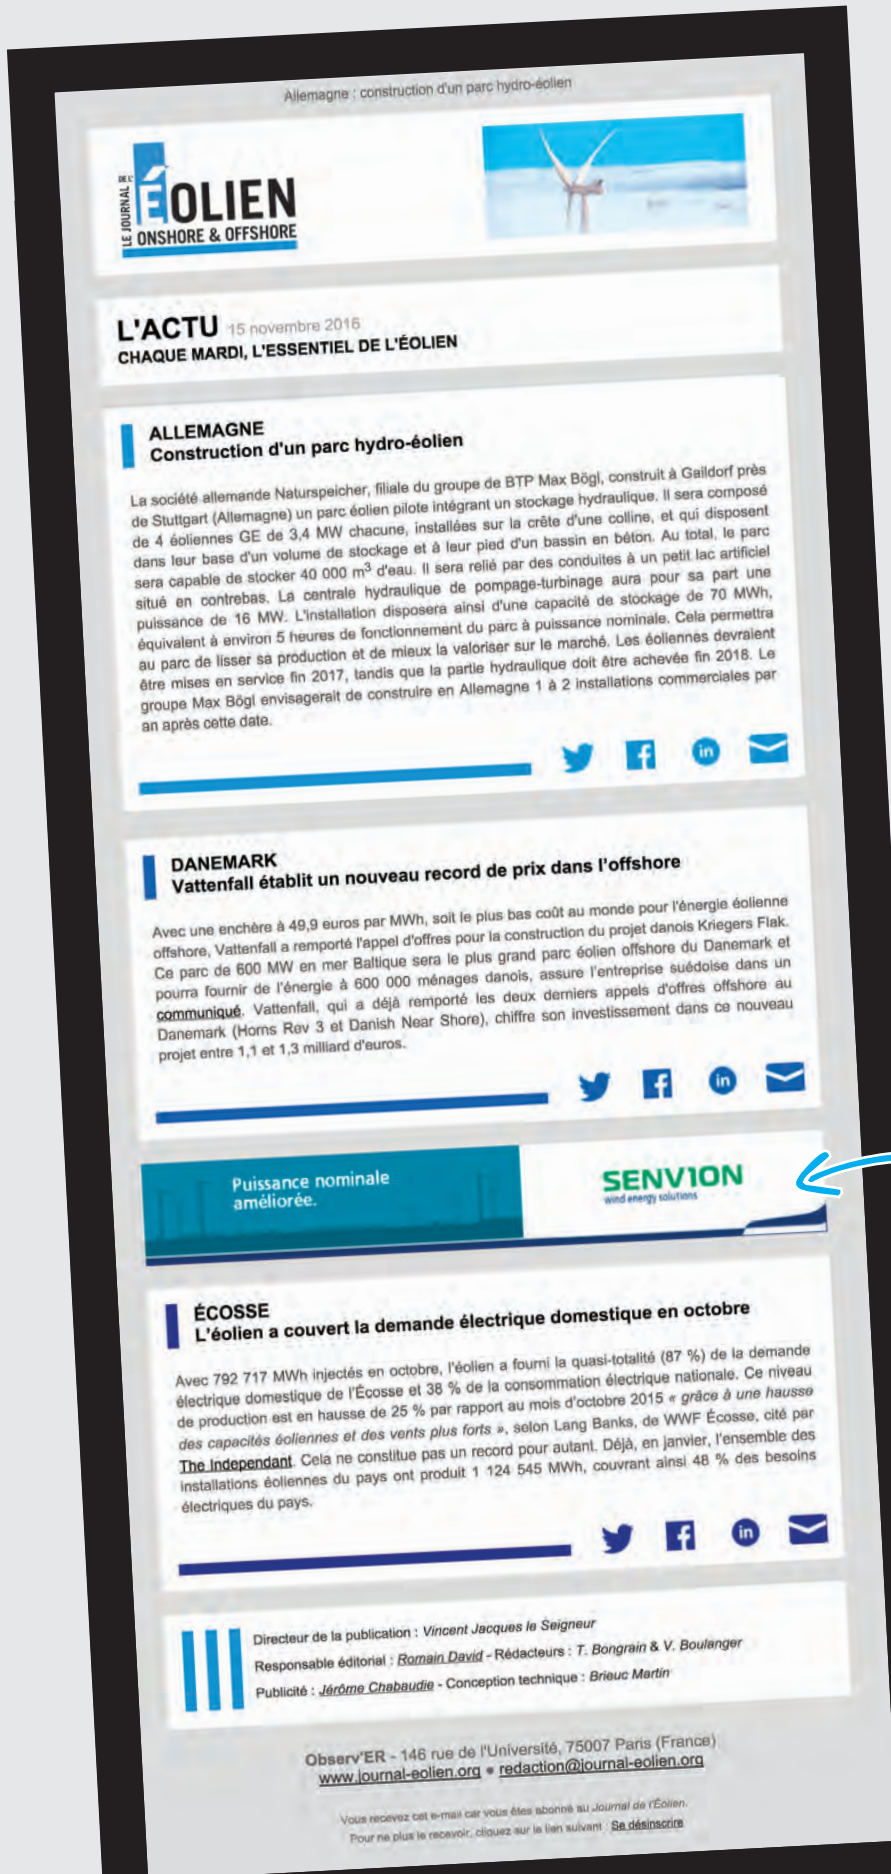 Allemagne : construction d'un parc hydro-éolien
LE JOURNAL DE L'
ÉOLIEN
ONSHORE & OFFSHORE
L'ACTU 15 novembre 2016
CHAQUE MARDI, L'ESSENTIEL DE L'ÉOLIEN
ALLEMAGNE
Construction d'un parc hydro-éolien
La société allemande Naturspeicher, filiale du groupe de BTP Max Bögl, construit à Gaildorf près
de Stuttgart (Allemagne) un parc éolien pilote intégrant un stockage hydraulique. Il sera composé
de 4 éoliennes GE de 3,4 MW chacune, installées sur la crête d'une colline, et qui disposent
dans leur base d'un volume de stockage et à leur pied d'un bassin en béton. Au total, le parc
sera capable de stocker 40 000 m³ d'eau. Il sera relié par des conduites à un petit lac artificiel
situé en contrebas. La centrale hydraulique de pompage-turbinage aura pour sa part une
puissance de 16 MW. L'installation disposera ainsi d'une capacité de stockage de 70 MWh,
équivalent à environ 5 heures de fonctionnement du parc à puissance nominale. Cela permettra
au parc de lisser sa production et de mieux la valoriser sur le marché. Les éoliennes devraient
être mises en service fin 2017, tandis que la partie hydraulique doit être achevée fin 2018. Le
groupe Max Bögl envisagerait de construire en Allemagne 1 à 2 installations commerciales par
an après cette date.
DANEMARK
Vattenfall établit un nouveau record de prix dans l'offshore
Avec une enchère à 49,9 euros par MWh, soit le plus bas coût au monde pour l'énergie éolienne
offshore, Vattenfall a remporté l'appel d'offres pour la construction du projet danois Kriegers Flak.
Ce parc de 600 MW en mer Baltique sera le plus grand parc éolien offshore du Danemark et
pourra fournir de l'énergie à 600 000 ménages danois, assure l'entreprise suédoise dans un
communiqué. Vattenfall, qui a déjà remporté les deux derniers appels d'offres offshore au
Danemark (Horns Rev 3 et Danish Near Shore), chiffre son investissement dans ce nouveau
projet entre 1,1 et 1,3 milliard d'euros.
Puissance nominale
améliorée.
SENVION
wind energy solutions
ÉCOSSE
L'éolien a couvert la demande électrique domestique en octobre
Avec 792 717 MWh injectés en octobre, l'éolien a fourni la quasi-totalité (87 %) de la demande
électrique domestique de l'Écosse et 38 % de la consommation électrique nationale. Ce niveau
de production est en hausse de 25 % par rapport au mois d'octobre 2015 « grâce à une hausse
des capacités éoliennes et des vents plus forts », selon Lang Banks, de WWF Écosse, cité par
The Independant. Cela ne constitue pas un record pour autant. Déjà, en janvier, l'ensemble des
installations éoliennes du pays ont produit 1 124 545 MWh, couvrant ainsi 48 % des besoins
électriques du pays.
Directeur de la publication : Vincent Jacques le Seigneur
Responsable éditorial : Romain David - Rédacteurs : T. Bongrain & V. Boulanger
Publicité : Jérôme Chabaudie - Conception technique : Brieuc Martin
Observ'ER - 146 rue de l'Université, 75007 Paris (France)
www.journal-eolien.org • redaction@journal-eolien.org
Vous recevez cet e-mail car vous êtes abonné au Journal de l'Éolien.
Pour ne plus le recevoir, cliquez sur le lien suivant : Se désinscrire